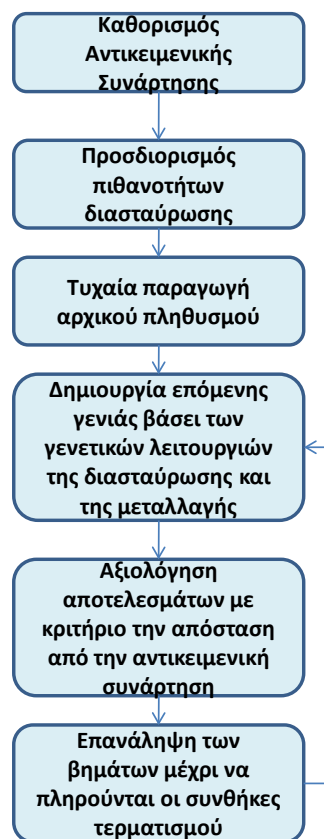 Καθορισμός
Αντικειμενικής
Συνάρτησης
Προσδιορισμός
πιθανοτήτων
διασταύρωσης
Τυχαία παραγωγή
αρχικού πληθυσμού
Δημιουργία επόμενης
γενιάς βάσει των
γενετικών λειτουργιών
της διασταύρωσης και
της μεταλλαγής
Αξιολόγηση
αποτελεσμάτων με
κριτήριο την απόσταση
από την αντικειμενική
συνάρτηση
Επανάληψη των
βημάτων μέχρι να
πληρούνται οι συνθήκες
τερματισμού